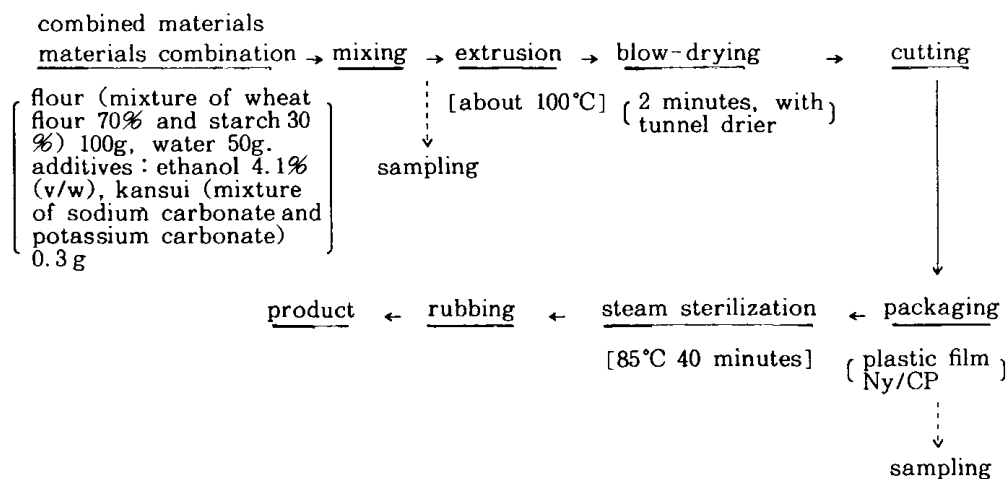 combined materials
materials combination → mixing → extrusion → blow-drying → cutting
flour (mixture of wheat
flour 70% and starch 30
%) 100g, water 50g.
additives : ethanol 4.1%
(v/w), kansui (mixture
of sodium carbonate and
potassium carbonate)
0.3 g
[about 100℃]
2 minutes, with
tunnel drier
sampling
product ← rubbing ← steam sterilization ← packaging
[85℃ 40 minutes]
plastic film
Ny/CP
sampling